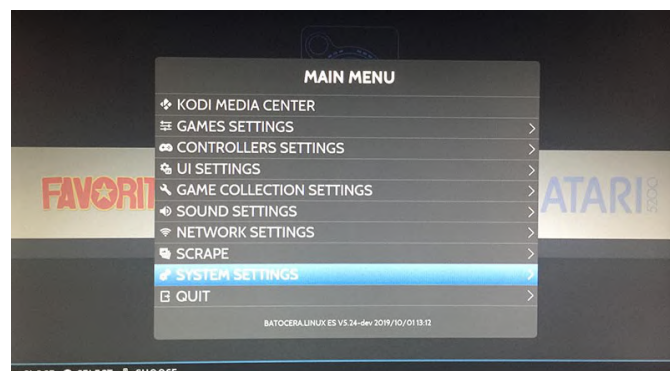 MAIN MENU
KODI MEDIA CENTER
GAMES SETTINGS
CONTROLLERS SETTINGS
UI SETTINGS
GAME COLLECTION SETTINGS
SOUND SETTINGS
NETWORK SETTINGS
SCRAPE
SYSTEM SETTINGS
QUIT
FAVORIT
ATARI 5200
BATOCERA.LINUX ES V5.24-dev 2019/10/01 13:12